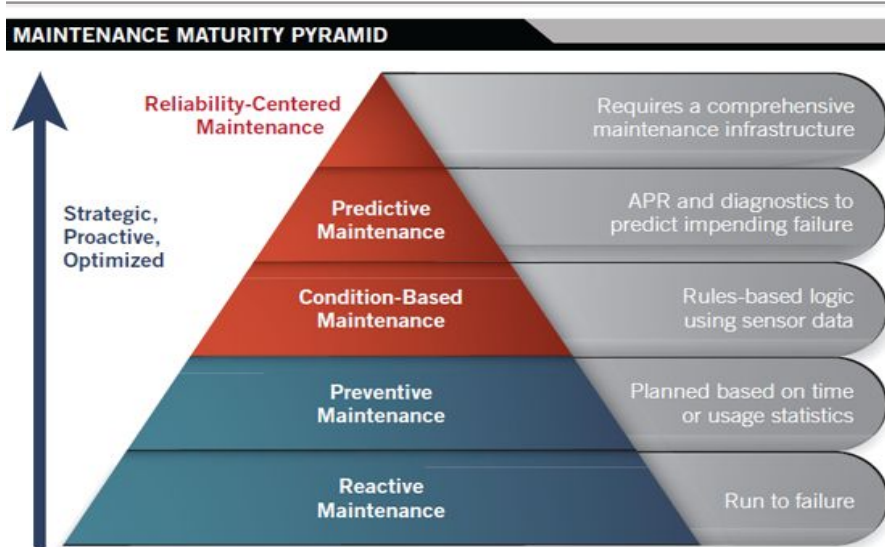 MAINTENANCE MATURITY PYRAMID
Reliability-Centered
Maintenance
Requires a comprehensive
maintenance infrastructure
Strategic,
Proactive,
Optimized
Predictive
Maintenance
APR and diagnostics to
predict impending failure
Condition-Based
Maintenance
Rules-based logic
using sensor data
Preventive
Maintenance
Planned based on time
or usage statistics
Reactive
Maintenance
Run to failure